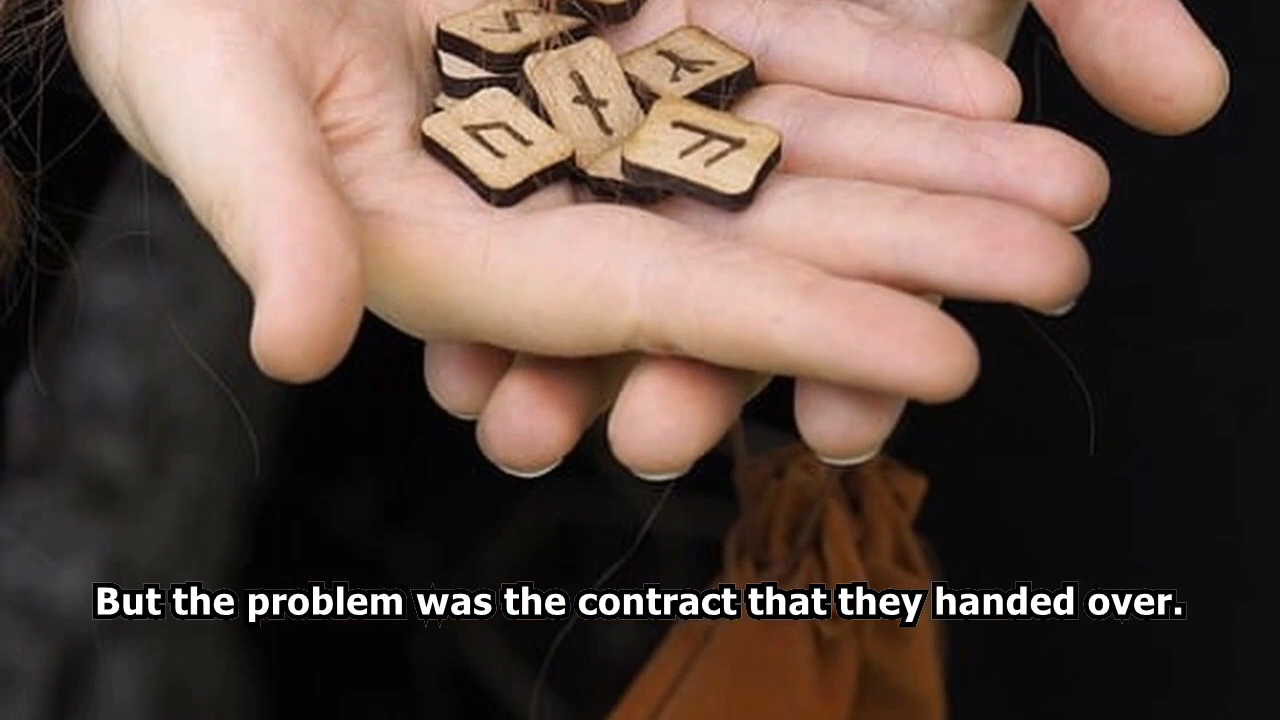 But the problem was the contract that they handed over.